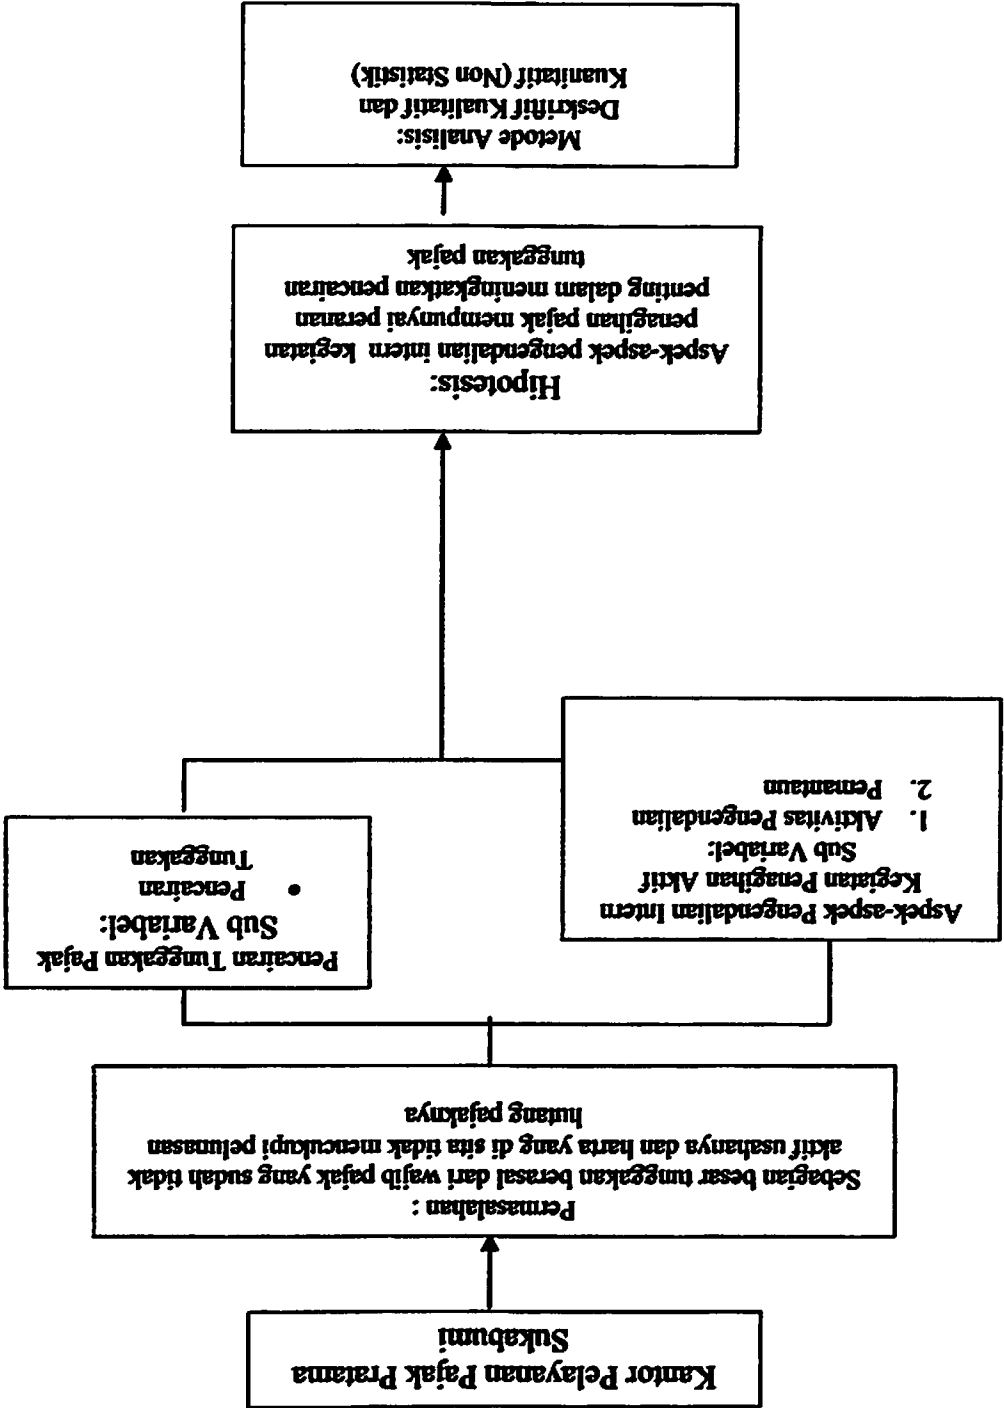 Kantor Pelayanan Pajak Pratama
Sukabumi
Permasalahan :
Sebagian besar tunggakan berasal dari wajib pajak yang sudah tidak
aktif usahanya dan harta yang di sita tidak mencukupi pelunasan
hutang pajaknya
Aspek-aspek Pengendalian Intern
Kegiatan Penagihan Aktif
Sub Variabel:
1. Aktivitas Pengendalian
2. Pemantaun
Pencairan Tunggakan Pajak
Sub Variabel:
• Pencairan
Tunggakan
Hipotesis:
Aspek-aspek pengendalian intern kegiatan
penagihan pajak mempunyai peranan
penting dalam meningkatkan pencairan
tunggakan pajak
Metode Analisis:
Deskriftif Kualitatif dan
Kuanitatif (Non Statistik)